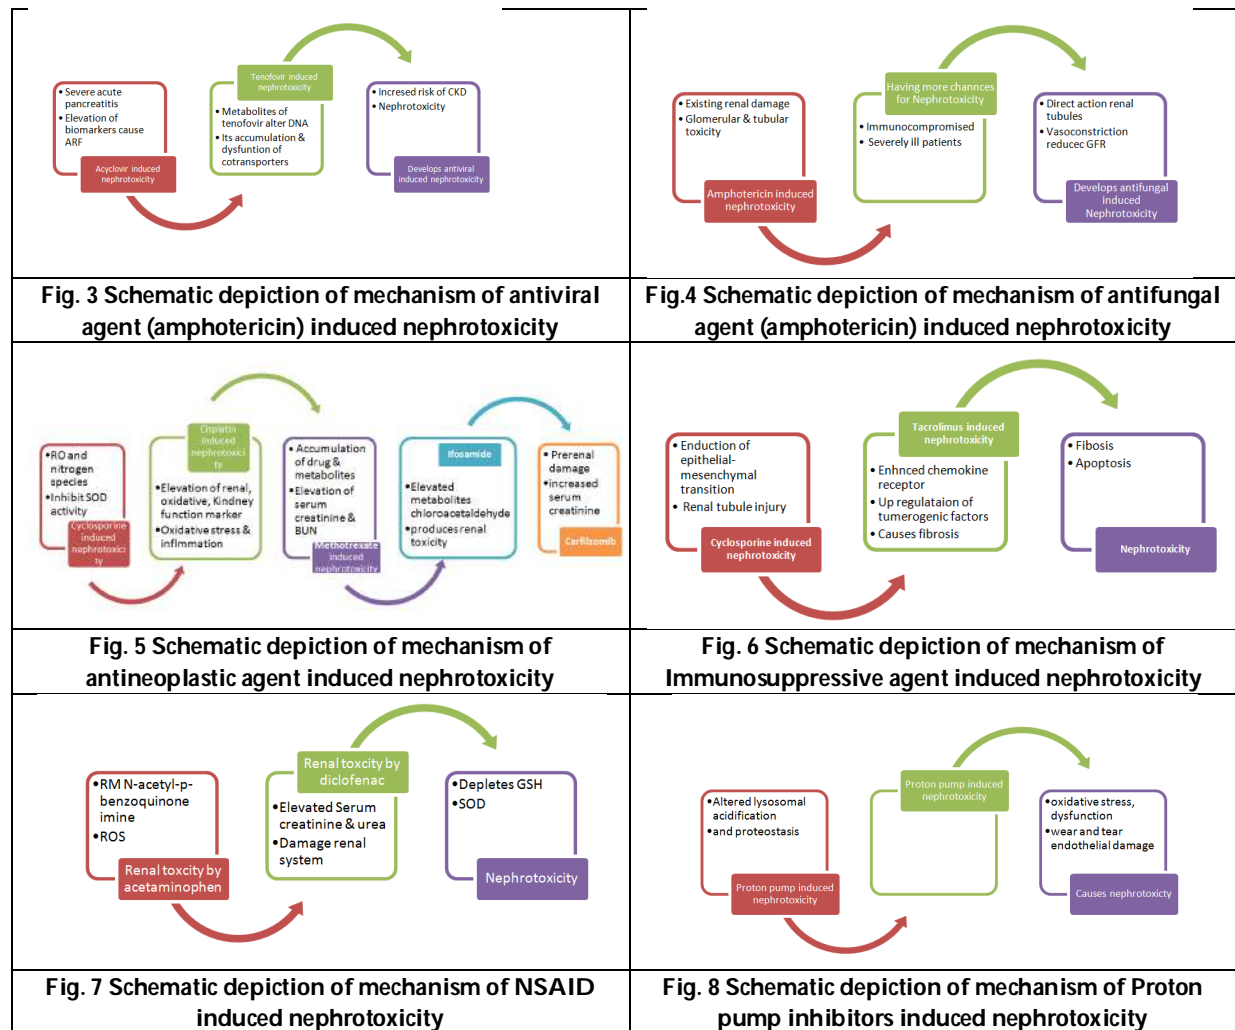 • Severe acute
pancreatitis
• Elevation of
biomarkers cause
ARF
Acyclovir induced
nephrotoxicity
Tenofovir induced
nephrotoxicity
• Metabolites of
tenofovir alter DNA
• Its accumulation &
dysfuntion of
cotransporters
• Incresed risk of CKD
• Nephrotoxicity
Develops antiviral
induced nephrotoxicity
Fig. 3 Schematic depiction of mechanism of antiviral
agent (amphotericin) induced nephrotoxicity
• Existing renal damage
• Glomerular & tubular
toxicity
Amphotericin induced
nephrotoxicity
Having more channces
for Nephrotoxicity
• Immunocompromised
• Severely ill patients
• Direct action renal
tubules
• Vasoconstriction
reducec GFR
Develops antifungal
induced
Nephrotoxicity
Fig.4 Schematic depiction of mechanism of antifungal
agent (amphotericin) induced nephrotoxicity
• RO and
nitrogen
species
• Inhibit SOD
activity
Cyclosporine
induced
nephrotoxici
ty
Cisplatin
induced
nephrotoxici
ty
• Elevation of renal,
oxidative, Kindney
function marker
• Oxidative stress &
inflmmation
• Accumulation
of drug &
metabolites
• Elevation of
serum
creatinine &
BUN
Methotrexate
induced
nephrotoxicity
Ifosamide
• Elevated
metabolites
chloroacetaldehyde
• produces renal
toxicity
• Prerenal
damage
• increased
serum
creatinine
Carfilzomib
Fig. 5 Schematic depiction of mechanism of
antineoplastic agent induced nephrotoxicity
• Enduction of
epithelial-
mesenchymal
transition
• Renal tubule injury
Cyclosporine induced
nephrotoxicity
Tacrolimus induced
nephrotoxicity
• Enhnced chemokine
receptor
• Up regulataion of
tumerogenic factors
• Causes fibrosis
• Fibosis
• Apoptosis
Nephrotoxicity
Fig. 6 Schematic depiction of mechanism of
Immunosuppressive agent induced nephrotoxicity
• RM N-acetyl-p-
benzoquinone
imine
• ROS
Renal toxcity by
acetaminophen
Renal toxcity by
diclofenac
• Elevated Serum
creatinine & urea
• Damage renal
system
• Depletes GSH
• SOD
Nephrotoxicity
Fig. 7 Schematic depiction of mechanism of NSAID
induced nephrotoxicity
• Altered lysosomal
acidification
• and proteostasis
Proton pump induced
nephrotoxicity
Proton pump induced
nephrotoxicity
• oxidative stress,
dysfunction
• wear and tear
endothelial damage
Causes nephrotoxicty
Fig. 8 Schematic depiction of mechanism of Proton
pump inhibitors induced nephrotoxicity